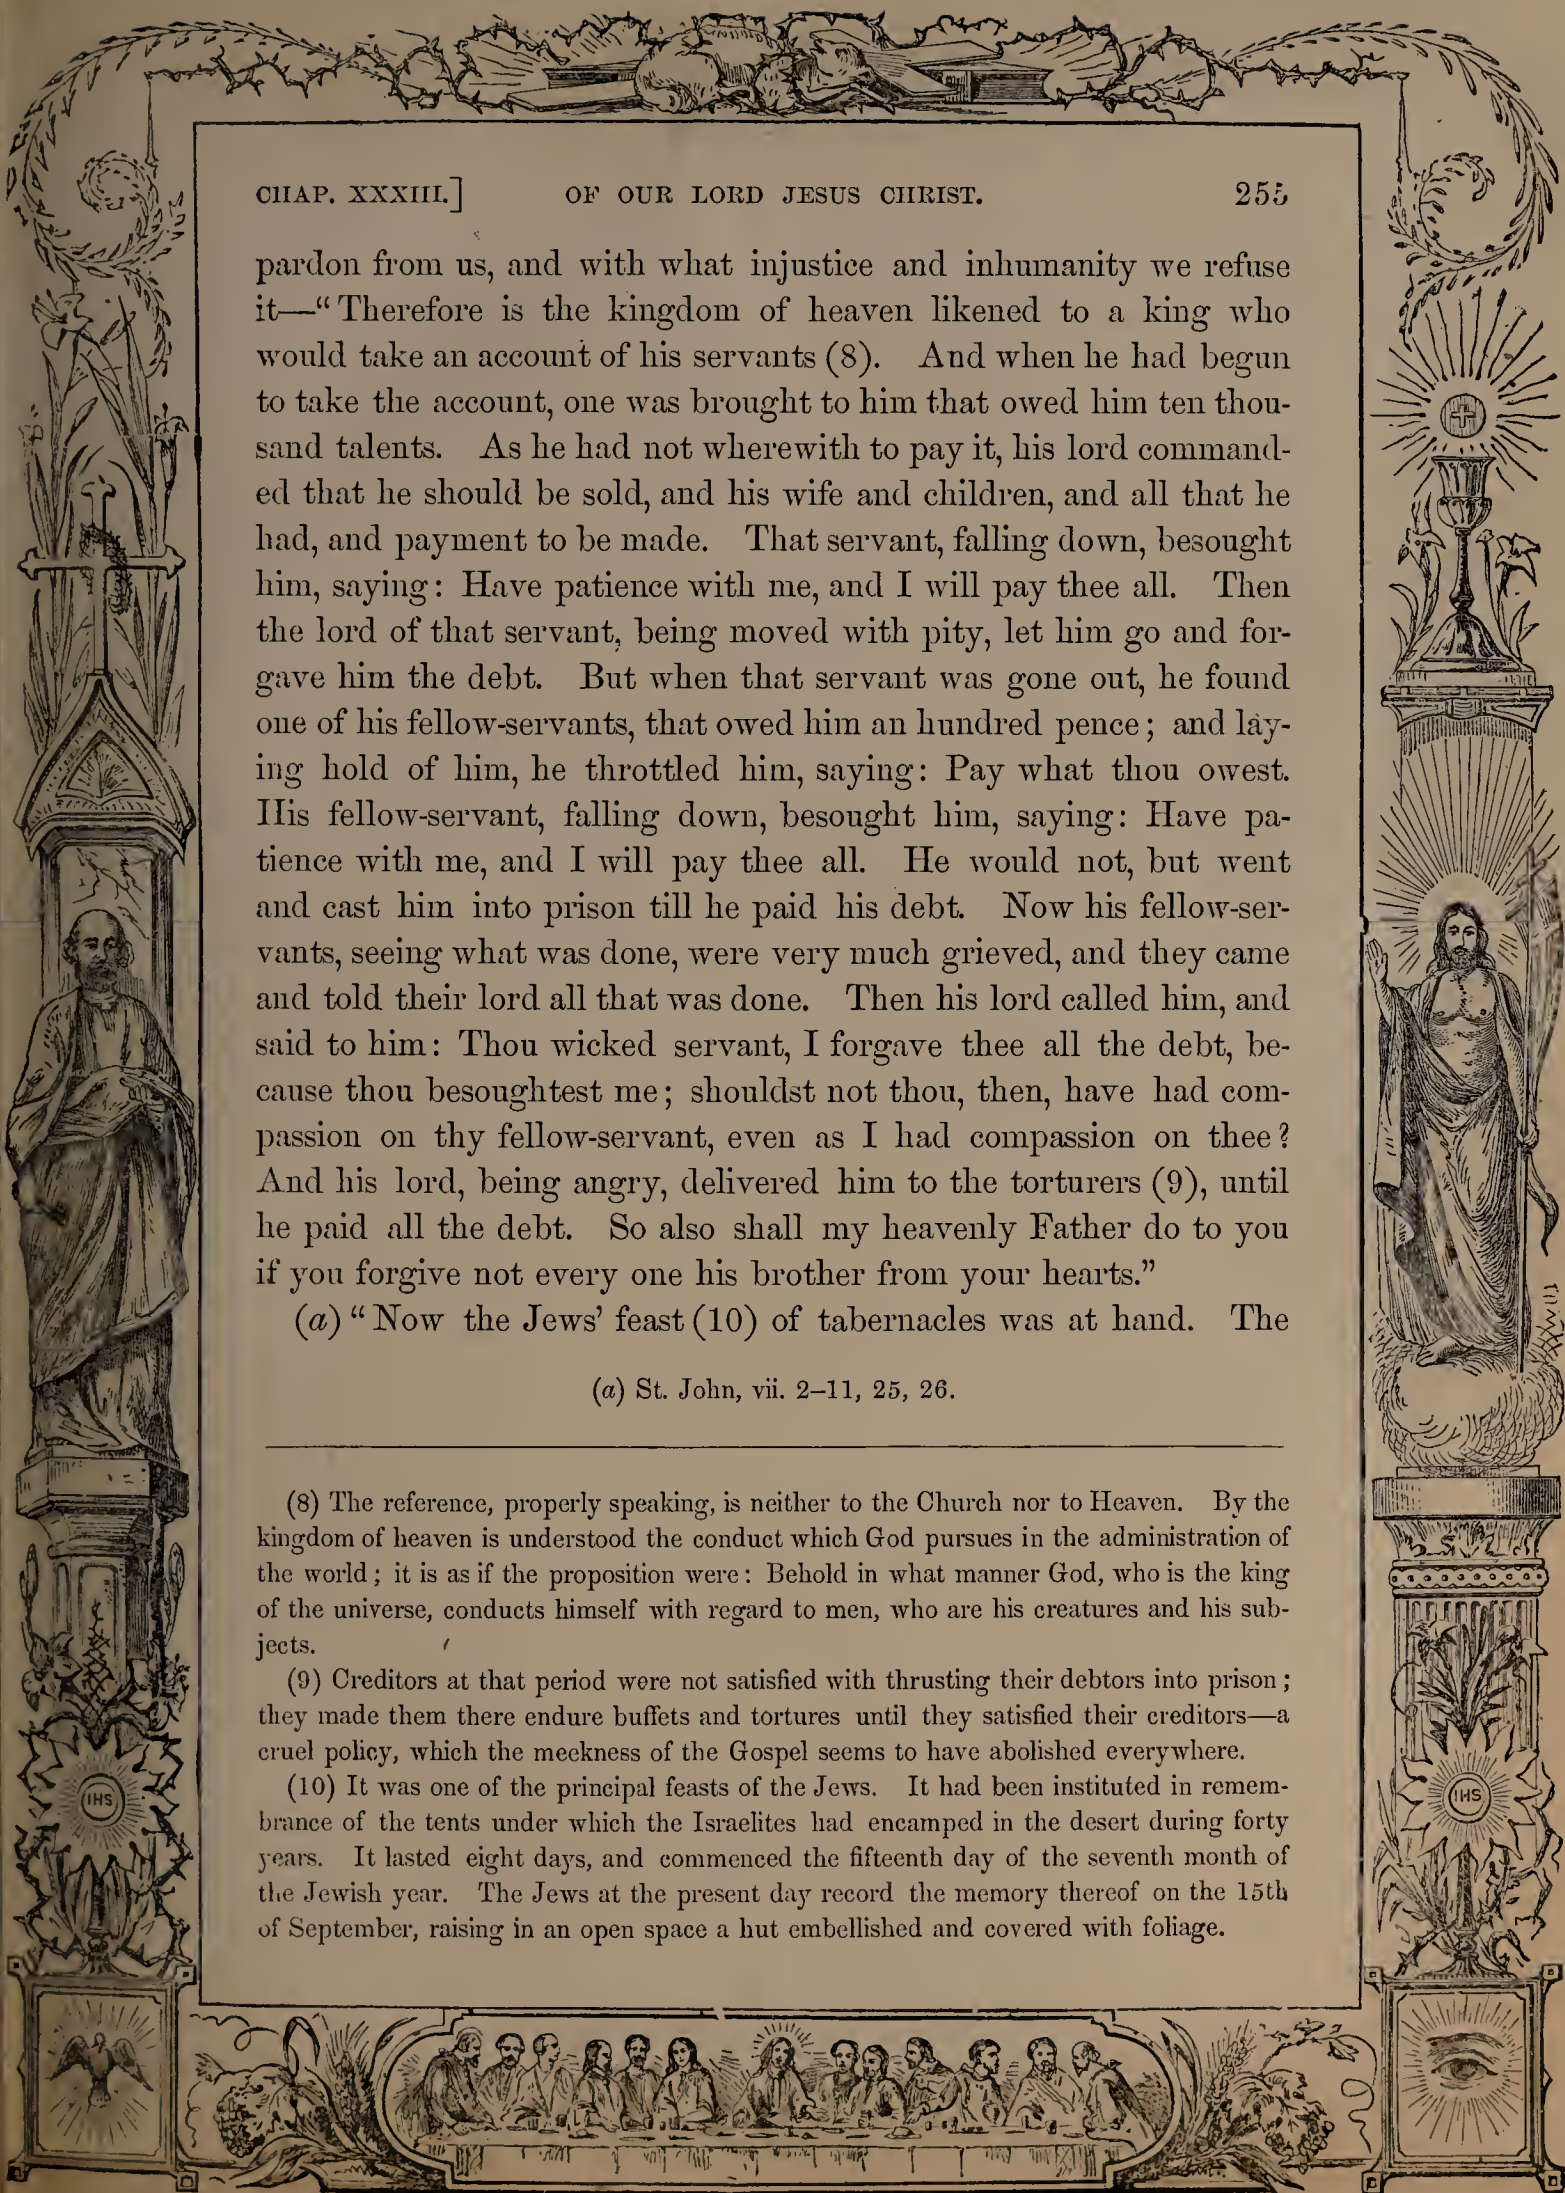 CHAP. XXXIII.] OF OUR LORD JESUS CHRIST. 255
pardon from us, and with what injustice and inhumanity we refuse
it—“Therefore is the kingdom of heaven likened to a king who
would take an account of his servants (8). And when he had begun
to take the account, one was brought to him that owed him ten thou-
sand talents. As he had not wherewith to pay it, his lord command-
ed that he should be sold, and his wife and children, and all that he
had, and payment to be made. That servant, falling down, besought
him, saying: Have patience with me, and I will pay thee all. Then
the lord of that servant, being moved with pity, let him go and for-
gave him the debt. But when that servant was gone out, he found
one of his fellow-servants, that owed him an hundred pence; and lay-
ing hold of him, he throttled him, saying: Pay what thou owest.
His fellow-servant, falling down, besought him, saying: Have pa-
tience with me, and I will pay thee all. He would not, but went
and cast him into prison till he paid his debt. Now his fellow-ser-
vants, seeing what was done, were very much grieved, and they came
and told their lord all that was done. Then his lord called him, and
said to him: Thou wicked servant, I forgave thee all the debt, be-
cause thou besoughtest me; shouldst not thou, then, have had com-
passion on thy fellow-servant, even as I had compassion on thee?
And his lord, being angry, delivered him to the torturers (9), until
he paid all the debt. So also shall my heavenly Father do to you
if you forgive not every one his brother from your hearts.”
(a) “Now the Jews’ feast (10) of tabernacles was at hand. The
(a) St. John, vii. 2–11, 25, 26.
(8) The reference, properly speaking, is neither to the Church nor to Heaven. By the
kingdom of heaven is understood the conduct which God pursues in the administration of
the world; it is as if the proposition were: Behold in what manner God, who is the king
of the universe, conducts himself with regard to men, who are his creatures and his sub-
jects.
(9) Creditors at that period were not satisfied with thrusting their debtors into prison;
they made them there endure buffets and tortures until they satisfied their creditors—a
cruel policy, which the meekness of the Gospel seems to have abolished everywhere.
(10) It was one of the principal feasts of the Jews. It had been instituted in remem-
brance of the tents under which the Israelites had encamped in the desert during forty
years. It lasted eight days, and commenced the fifteenth day of the seventh month of
the Jewish year. The Jews at the present day record the memory thereof on the 15th
of September, raising in an open space a hut embellished and covered with foliage.
IHS
IHS